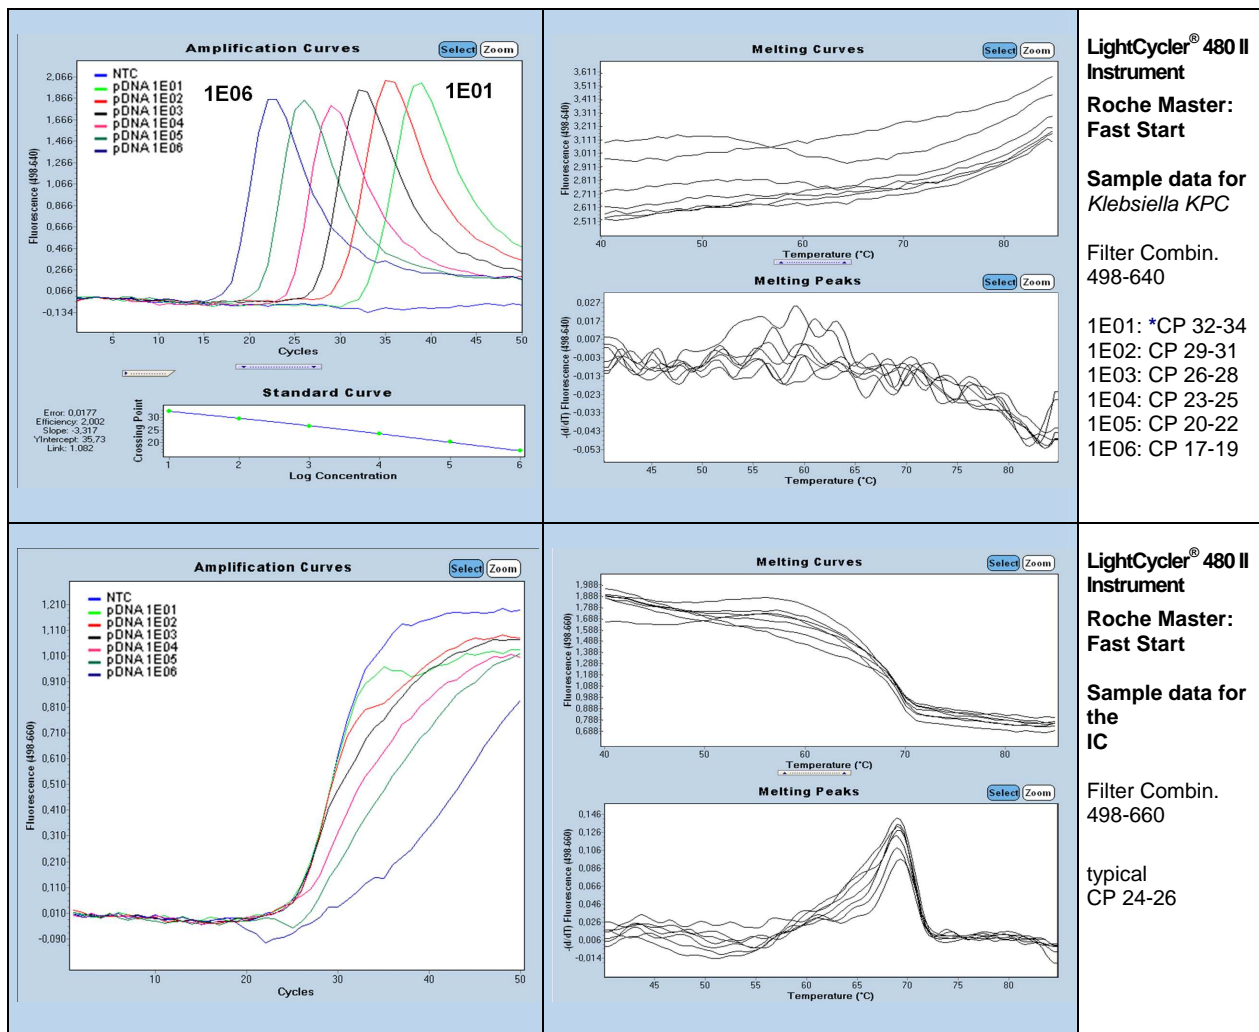 Amplification Curves
Select Zoom
NTC
pDNA 1E01
pDNA 1E02
pDNA 1E03
pDNA 1E04
pDNA 1E05
pDNA 1E06
1E06
1E01
Fluorescence (498-640)
2,066
1,866
1,666
1,466
1,266
1,066
0,866
0,666
0,466
0,266
0,066
-0,134
5 10 15 20 25 30 35 40 45 50
Cycles
Standard Curve
Error: 0,0177
Efficiency: 2,002
Slope: -3,317
YIntercept: 35,73
Link: 1.082
Crossing Point
30
25
20
1 2 3 4 5 6
Log Concentration
Melting Curves
Select Zoom
Fluorescence (498-640)
3,611
3,511
3,411
3,311
3,211
3,111
3,011
2,911
2,811
2,711
2,611
2,511
40 50 60 70 80
Temperature (°C)
Melting Peaks
Select Zoom
-(d/dT) Fluorescence (498-640)
0,027
0,017
0,007
-0,003
-0,013
-0,023
-0,033
-0,043
-0,053
45 50 55 60 65 70 75 80
Temperature (°C)
LightCycler® 480 II
Instrument
Roche Master:
Fast Start
Sample data for
Klebsiella KPC
Filter Combin.
498-640
1E01: *CP 32-34
1E02: CP 29-31
1E03: CP 26-28
1E04: CP 23-25
1E05: CP 20-22
1E06: CP 17-19
Amplification Curves
Select Zoom
NTC
pDNA 1E01
pDNA 1E02
pDNA 1E03
pDNA 1E04
pDNA 1E05
pDNA 1E06
Fluorescence (498-660)
1,210
1,110
1,010
0,910
0,810
0,710
0,610
0,510
0,410
0,310
0,210
0,110
0,010
-0,090
10 20 30 40 50
Cycles
Melting Curves
Select Zoom
Fluorescence (498-660)
1,988
1,888
1,788
1,688
1,588
1,488
1,388
1,288
1,188
1,088
0,988
0,888
0,788
0,688
40 50 60 70 80
Temperature (°C)
Melting Peaks
Select Zoom
-(d/dT) Fluorescence (498-660)
0,146
0,126
0,106
0,086
0,066
0,046
0,026
0,006
-0,014
45 50 55 60 65 70 75 80
Temperature (°C)
LightCycler® 480 II
Instrument
Roche Master:
Fast Start
Sample data for
the
IC
Filter Combin.
498-660
typical
CP 24-26